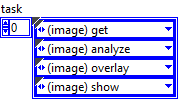 task
0
(image) get
(image) analyze
(image) overlay
(image) show